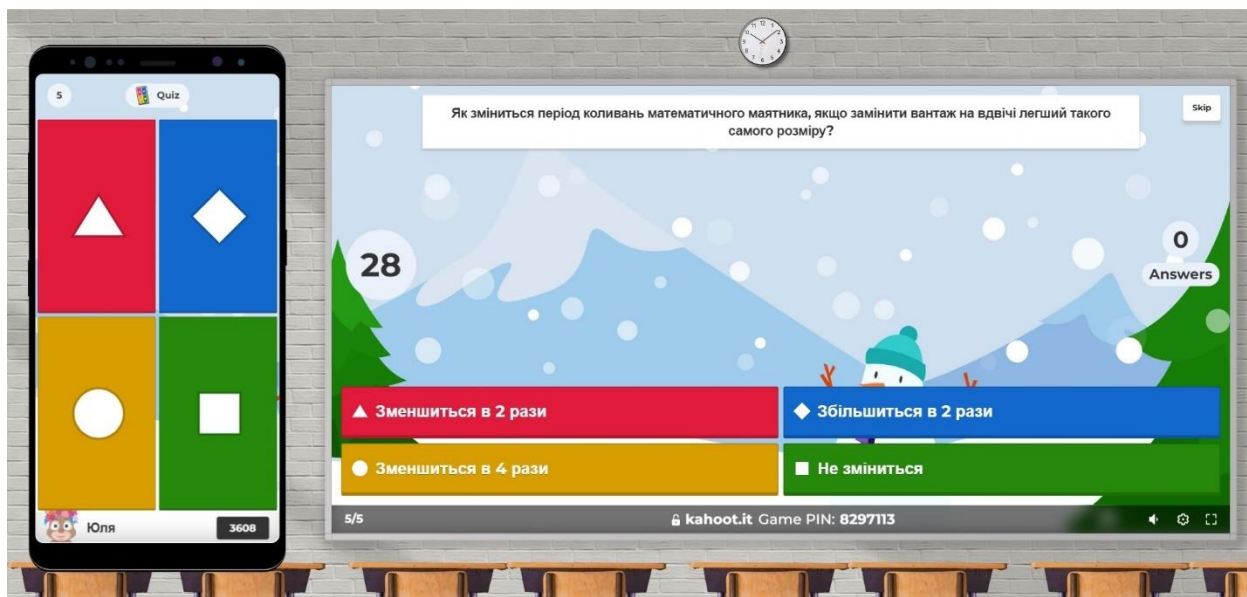 5
Quiz
Юля
3608
Як зміниться період коливань математичного маятника, якщо замінити вантаж на вдвічі легший такого
самого розміру?
Skip
28
0
Answers
Зменшиться в 2 рази
Збільшиться в 2 рази
Зменшиться в 4 рази
Не зміниться
5/5
kahoot.it Game PIN: 8297113